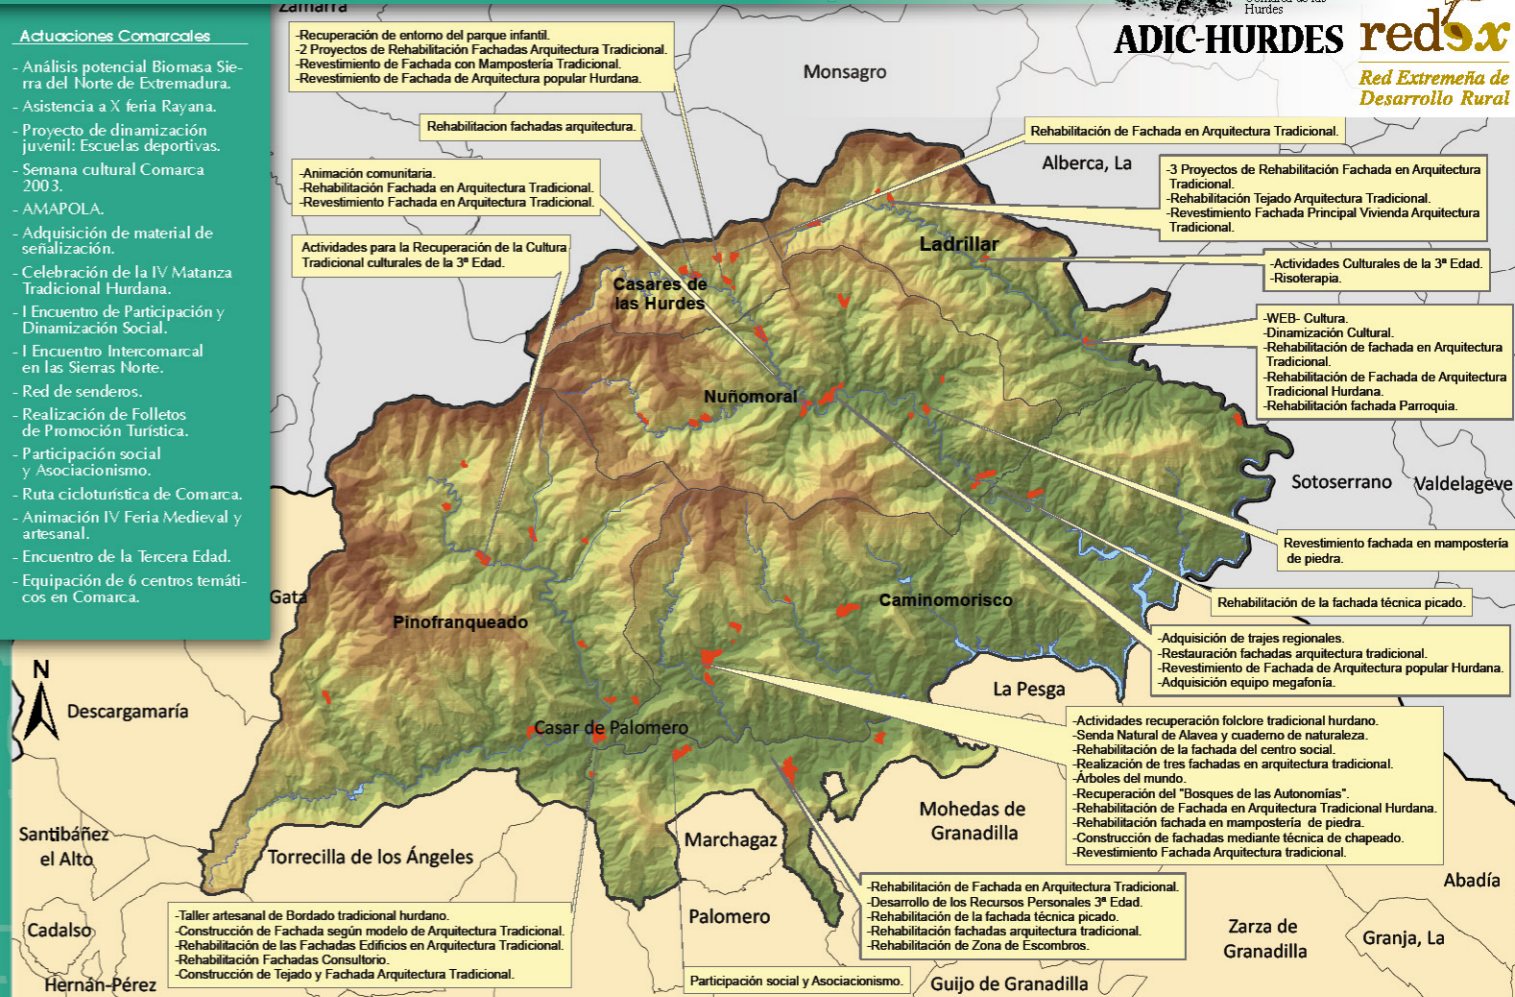 Actuaciones Comarcales
- Análisis potencial Biomasa Sie-
rra del Norte de Extremadura.
- Asistencia a X feria Rayana.
- Proyecto de dinamización
juvenil: Escuelas deportivas.
- Semana cultural Comarca
2003.
- AMAPOLA.
- Adquisición de material de
señalización.
- Celebración de la IV Matanza
Tradicional Hurdana.
- I Encuentro de Participación y
Dinamización Social.
- I Encuentro Intercomarcal
en las Sierras Norte.
- Red de senderos.
- Realización de Folletos
de Promoción Turística.
- Participación social
y Asociacionismo.
- Ruta cicloturística de Comarca.
- Animación IV Feria Medieval y
artesanal.
- Encuentro de la Tercera Edad.
- Equipación de 6 centros temáti-
cos en Comarca.
Zamarra
-Recuperación de entorno del parque infantil.
-2 Proyectos de Rehabilitación Fachadas Arquitectura Tradicional.
-Revestimiento de Fachada con Mampostería Tradicional.
-Revestimiento de Fachada de Arquitectura popular Hurdana.
Monsagro
Hurdes
ADIC-HURDES
redex
Red Extremeña de
Desarrollo Rural
Rehabilitacion fachadas arquitectura.
Rehabilitación de Fachada en Arquitectura Tradicional.
Alberca, La
-Animación comunitaria.
-Rehabilitación Fachada en Arquitectura Tradicional.
-Revestimiento Fachada en Arquitectura Tradicional.
-3 Proyectos de Rehabilitación Fachada en Arquitectura
Tradicional.
-Rehabilitación Tejado Arquitectura Tradicional.
-Revestimiento Fachada Principal Vivienda Arquitectura
Tradicional.
Actividades para la Recuperación de la Cultura
Tradicional culturales de la 3ª Edad.
Ladrillar
-Actividades Culturales de la 3ª Edad.
-Risoterapia.
Casares de
las Hurdes
-WEB- Cultura.
-Dinamización Cultural.
-Rehabilitación de fachada en Arquitectura
Tradicional.
-Rehabilitación de Fachada de Arquitectura
Tradicional Hurdana.
-Rehabilitación fachada Parroquia.
Nuñomoral
Sotoserrano
Valdelageve
Revestimiento fachada en mampostería
de piedra.
Gata
Pinofranqueado
Caminomorisco
Rehabilitación de la fachada técnica picado.
-Adquisición de trajes regionales.
-Restauración fachadas arquitectura tradicional.
-Revestimiento de Fachada de Arquitectura popular Hurdana.
-Adquisición equipo megafonía.
N
Descargamaría
La Pesga
Casar de Palomero
-Actividades recuperación folclore tradicional hurdano.
-Senda Natural de Alavea y cuaderno de naturaleza.
-Rehabilitación de la fachada del centro social.
-Realización de tres fachadas en arquitectura tradicional.
-Árboles del mundo.
-Recuperación del "Bosques de las Autonomías".
-Rehabilitación de Fachada en Arquitectura Tradicional Hurdana.
-Rehabilitación fachada en mampostería de piedra.
-Construcción de fachadas mediante técnica de chapeado.
-Revestimiento Fachada Arquitectura tradicional.
Mohedas de
Granadilla
Santibáñez
el Alto
Torrecilla de los Ángeles
Marchagaz
Abadía
-Rehabilitación de Fachada en Arquitectura Tradicional.
-Desarrollo de los Recursos Personales 3ª Edad.
-Rehabilitación de la fachada técnica picado.
-Rehabilitación fachadas arquitectura tradicional.
-Rehabilitación de Zona de Escombros.
-Taller artesanal de Bordado tradicional hurdano.
-Construcción de Fachada según modelo de Arquitectura Tradicional.
-Rehabilitación de las Fachadas Edificios en Arquitectura Tradicional.
-Rehabilitación Fachadas Consultorio.
-Construcción de Tejado y Fachada Arquitectura Tradicional.
Palomero
Cadalso
Zarza de
Granadilla
Granja, La
Hernán-Pérez
Participación social y Asociacionismo.
Guijo de Granadilla